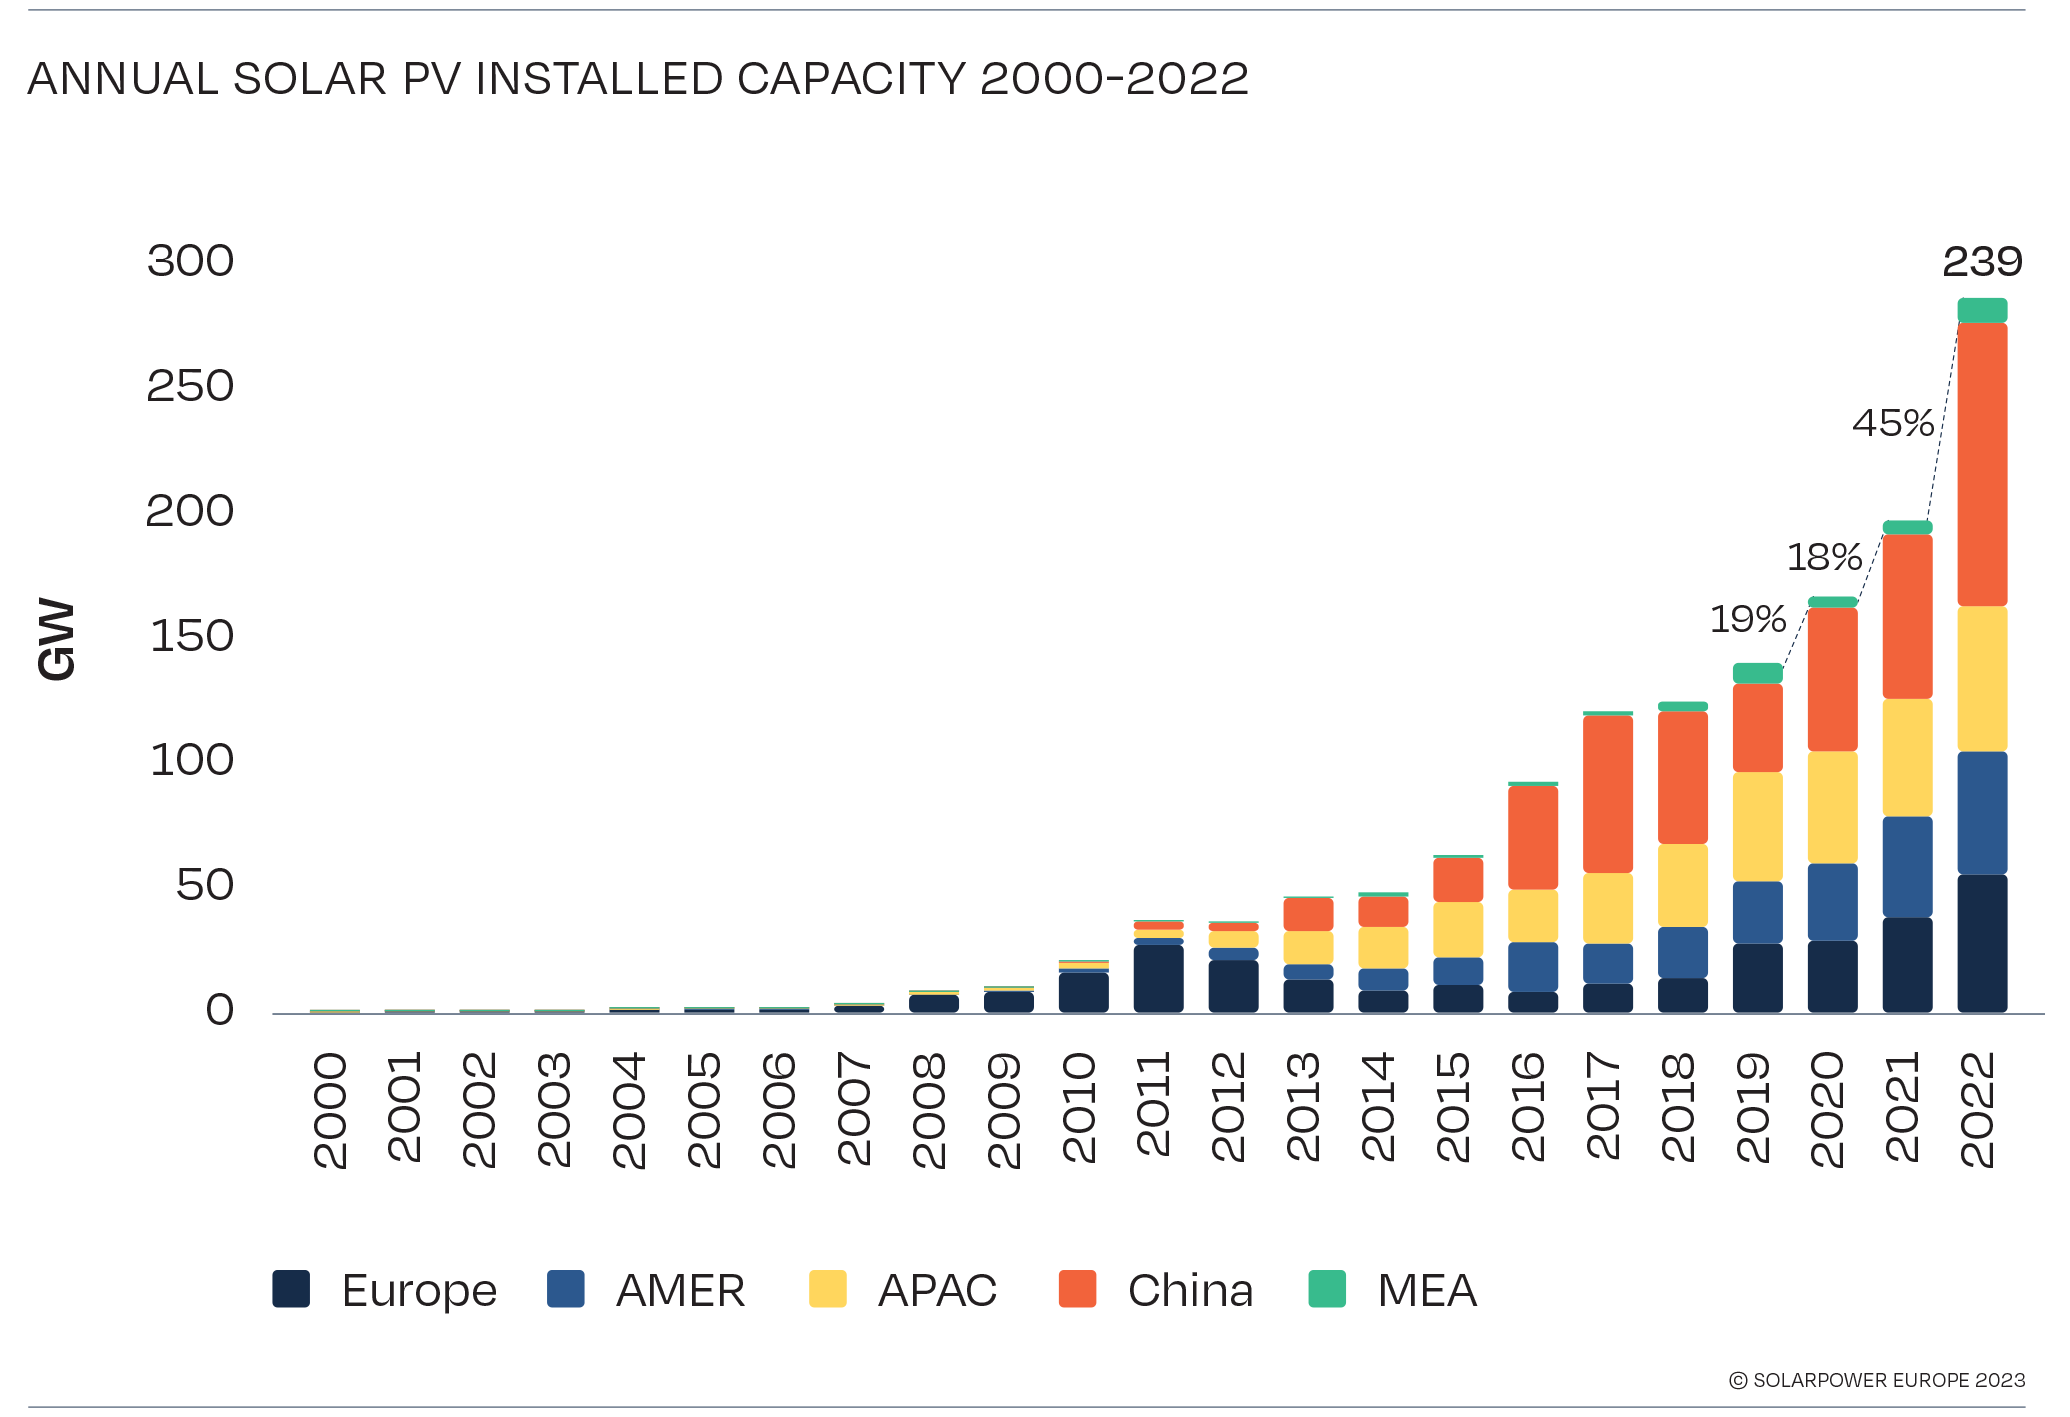 ANNUAL SOLAR PV INSTALLED CAPACITY 2000-2022
300
250
200
150
100
50
0
GW
239
45%
18%
19%
2000 2001 2002 2003 2004 2005 2006 2007 2008 2009 2010 2011 2012 2013 2014 2015 2016 2017 2018 2019 2020 2021 2022
Europe AMER APAC China MEA
© SOLARPOWER EUROPE 2023